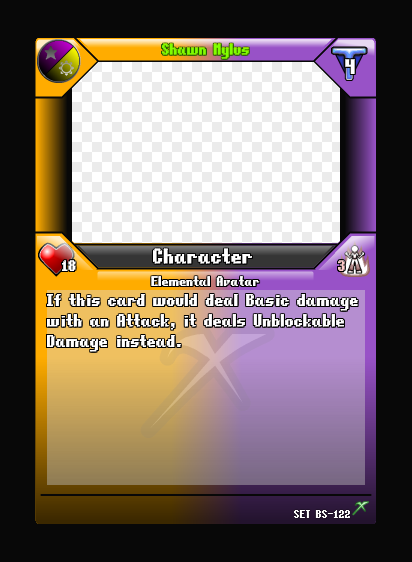 Shawn Nylus
4
Character
18
3
Elemental Avatar
If this card would deal Basic damage
with an Attack, it deals Unblockable
Damage instead.
SET BS-122